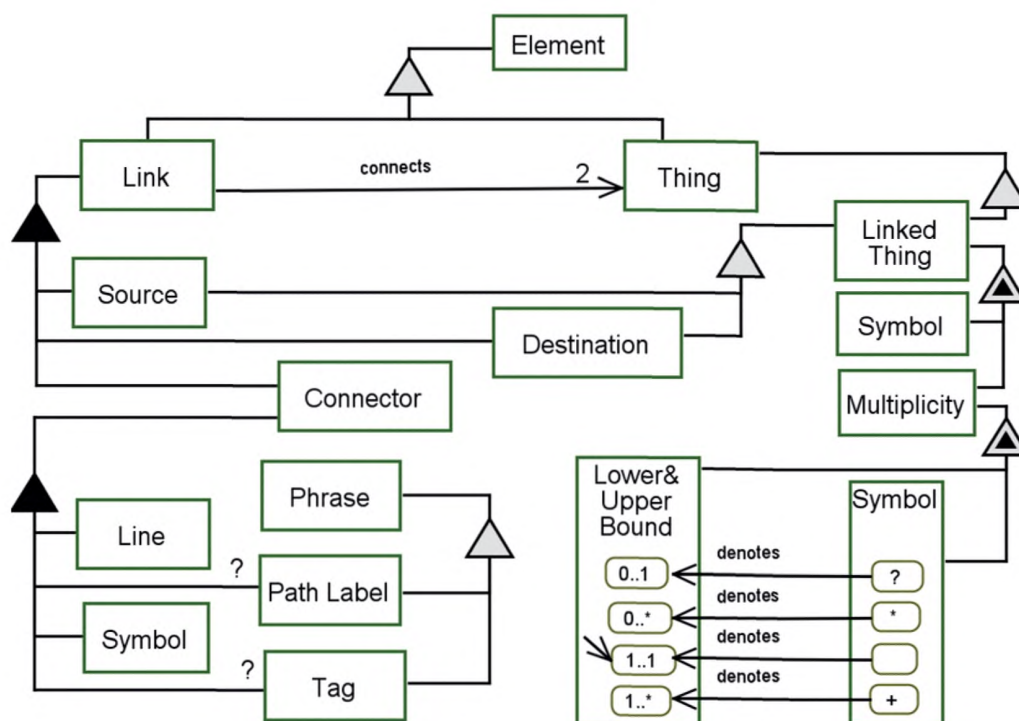 Element
Link
connects
2
Thing
Linked
Thing
Source
Symbol
Destination
Connector
Multiplicity
Phrase
Line
?
Path Label
Symbol
?
Tag
Lower&
Upper
Bound
Symbol
0..1
denotes
?
0..*
denotes
*
1..1
denotes
1..*
denotes
+